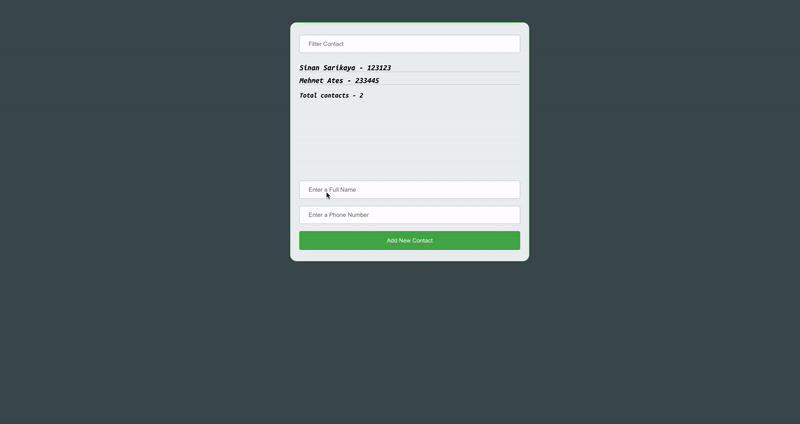 Filter Contact
Sinan Sarikaya - 123123
Mehmet Ates - 233445
Total contacts - 2
Enter a Full Name
Enter a Phone Number
Add New Contact